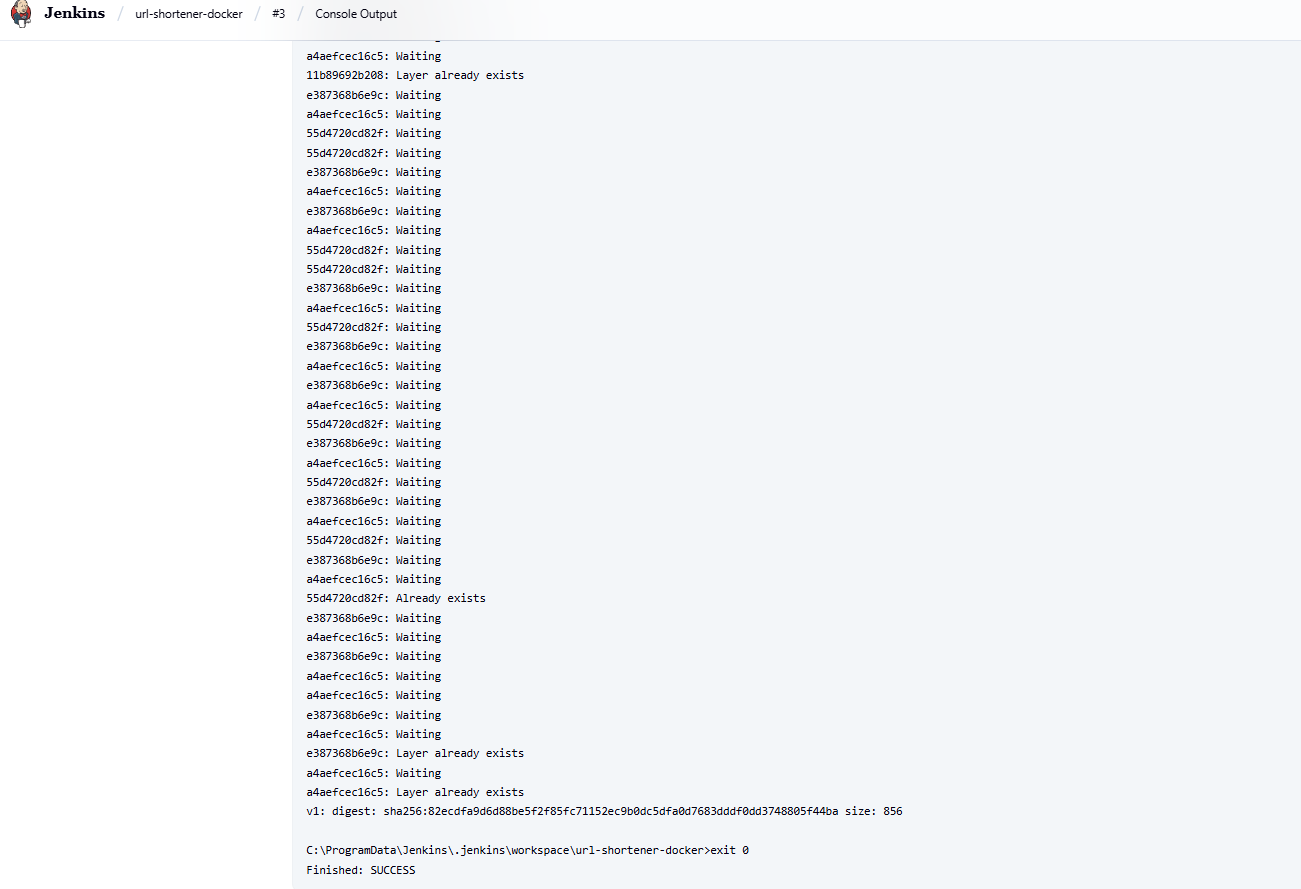 Jenkins / url-shortener-docker / #3 / Console Output
a4aefcec16c5: Waiting
11b89692b208: Layer already exists
e387368b6e9c: Waiting
a4aefcec16c5: Waiting
55d4720cd82f: Waiting
55d4720cd82f: Waiting
e387368b6e9c: Waiting
a4aefcec16c5: Waiting
e387368b6e9c: Waiting
a4aefcec16c5: Waiting
55d4720cd82f: Waiting
55d4720cd82f: Waiting
e387368b6e9c: Waiting
a4aefcec16c5: Waiting
55d4720cd82f: Waiting
e387368b6e9c: Waiting
a4aefcec16c5: Waiting
e387368b6e9c: Waiting
a4aefcec16c5: Waiting
55d4720cd82f: Waiting
e387368b6e9c: Waiting
a4aefcec16c5: Waiting
55d4720cd82f: Waiting
e387368b6e9c: Waiting
a4aefcec16c5: Waiting
55d4720cd82f: Waiting
e387368b6e9c: Waiting
a4aefcec16c5: Waiting
55d4720cd82f: Already exists
e387368b6e9c: Waiting
a4aefcec16c5: Waiting
e387368b6e9c: Waiting
a4aefcec16c5: Waiting
a4aefcec16c5: Waiting
e387368b6e9c: Waiting
a4aefcec16c5: Waiting
e387368b6e9c: Layer already exists
a4aefcec16c5: Waiting
a4aefcec16c5: Layer already exists
v1: digest: sha256:82ecdfa9d6d88be5f2f85fc71152ec9b0dc5dfa0d7683dddf0dd3748805f44ba size: 856
C:\ProgramData\Jenkins\.jenkins\workspace\url-shortener-docker>exit 0
Finished: SUCCESS